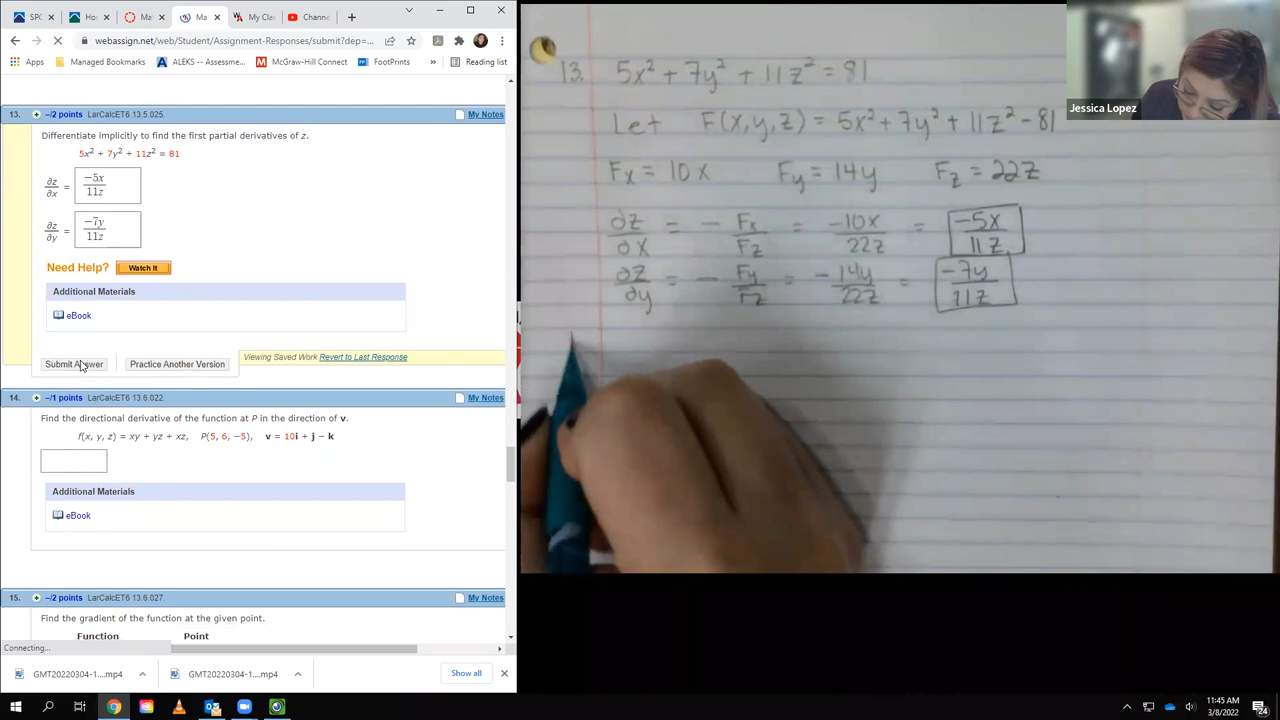 SPC
Ho
Ma
Ma
My Cla
Chann
webassign.net/web/Student/Assignment-Responses/submit?dep=...
Apps
Managed Bookmarks
ALEKS -- Assessme...
McGraw-Hill Connect
FootPrints
»
Reading list
13. –/2 points LarCalcET6 13.5.025. My Notes
Differentiate implicitly to find the first partial derivatives of z.
5x² + 7y² + 11z² = 81
∂z/∂x = −5x/11z
∂z/∂y = −7y/11z
Need Help? Watch It
Additional Materials
eBook
Submit Answer
Practice Another Version
Viewing Saved Work Revert to Last Response
14. –/1 points LarCalcET6 13.6.022. My Notes
Find the directional derivative of the function at P in the direction of v.
f(x, y, z) = xy + yz + xz, P(5, 6, −5), v = 10i + j − k
Additional Materials
eBook
15. –/2 points LarCalcET6 13.6.027. My Notes
Find the gradient of the function at the given point.
Function Point
Connecting...
GMT20220304-1....mp4
GMT20220304-1....mp4
Show all
13. 5x² + 7y² + 11z² = 81
Let F(x,y,z) = 5x² + 7y² + 11z² - 81
Fx = 10x Fy = 14y Fz = 22z
∂z/∂x = - Fx/Fz = -10x/22z = -5x/11z
∂z/∂y = - Fy/Fz = -14y/22z = -7y/11z
Jessica Lopez
11:45 AM
3/8/2022
24